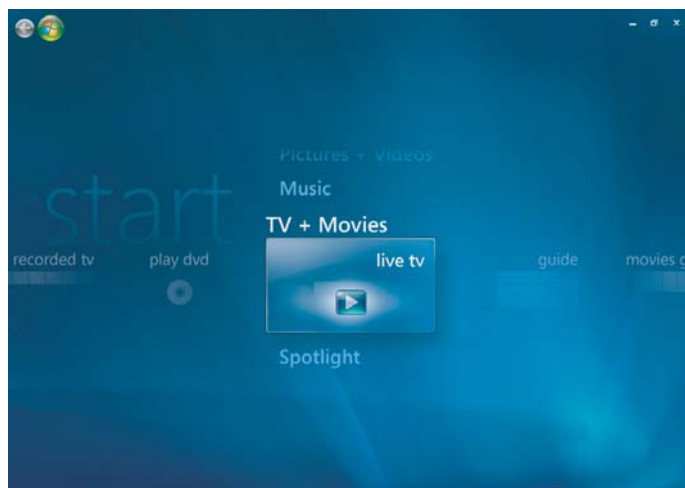 Pictures + Videos
Music
start
TV + Movies
recorded tv play dvd live tv guide movies g
Spotlight